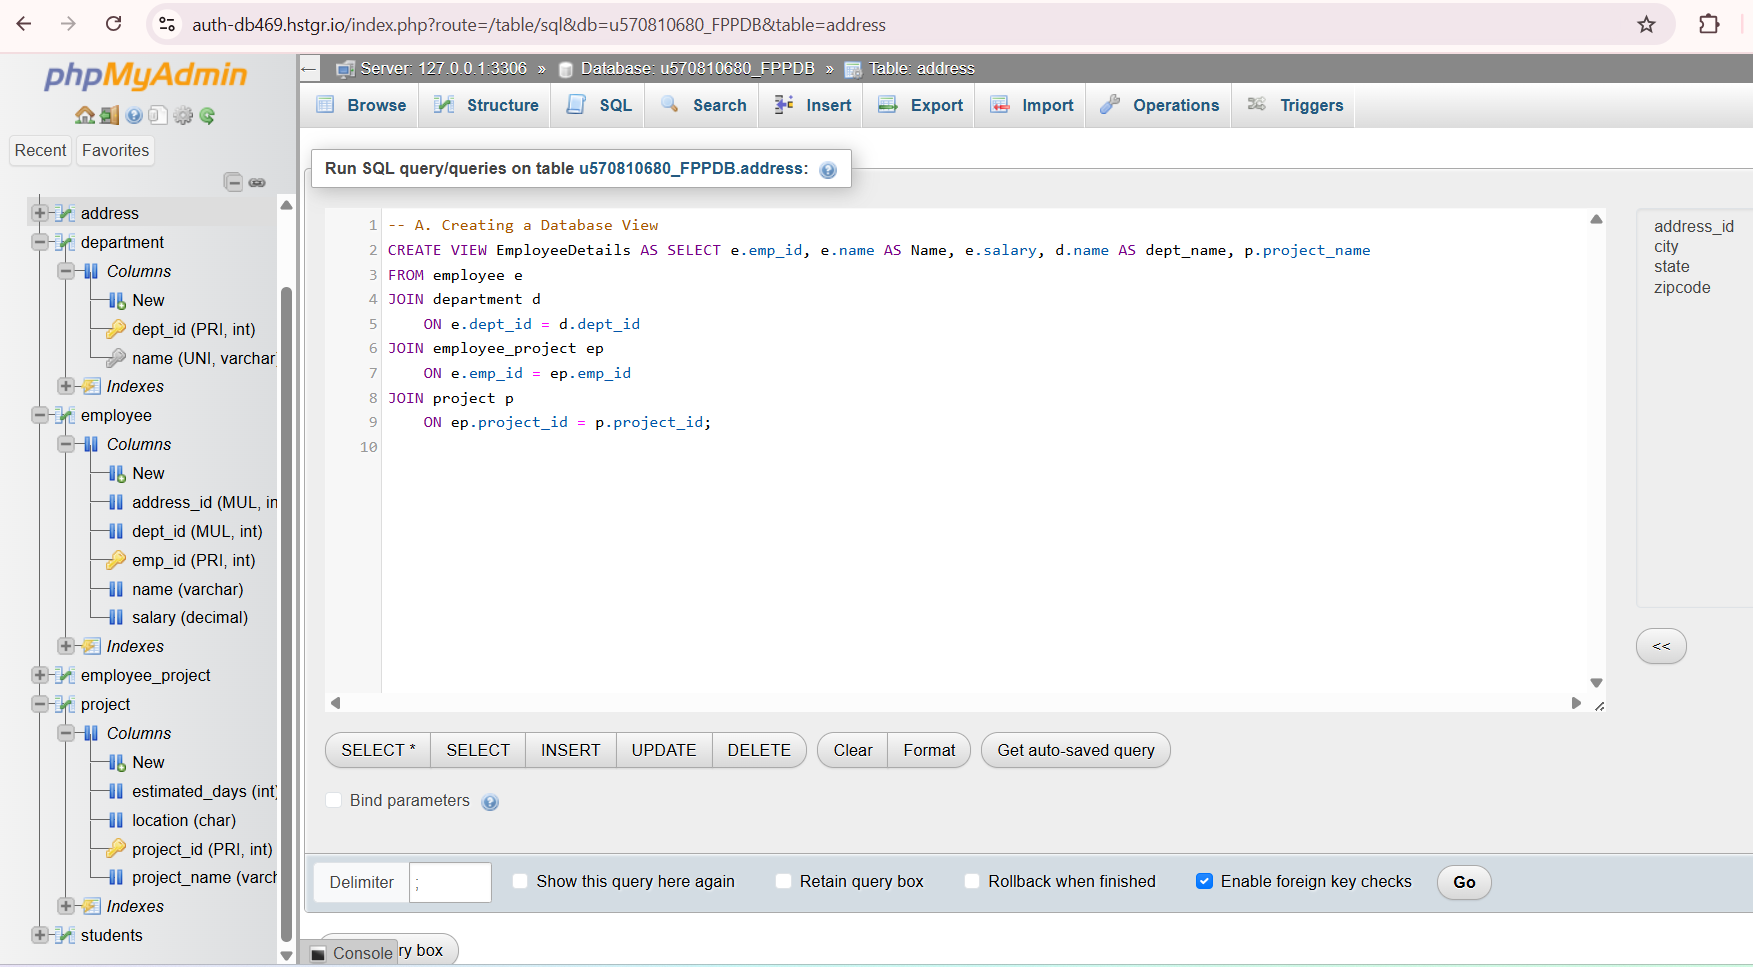 auth-db469.hstgr.io/index.php?route=/table/sql&db=u570810680_FPPDB&table=address
phpMyAdmin
Recent
Favorites
address
department
Columns
New
dept_id (PRI, int)
name (UNI, varchar)
Indexes
employee
Columns
New
address_id (MUL, in
dept_id (MUL, int)
emp_id (PRI, int)
name (varchar)
salary (decimal)
Indexes
employee_project
project
Columns
New
estimated_days (int)
location (char)
project_id (PRI, int)
project_name (varch
Indexes
students
Server: 127.0.0.1:3306 » Database: u570810680_FPPDB » Table: address
Browse
Structure
SQL
Search
Insert
Export
Import
Operations
Triggers
Run SQL query/queries on table u570810680_FPPDB.address:
1 -- A. Creating a Database View
2 CREATE VIEW EmployeeDetails AS SELECT e.emp_id, e.name AS Name, e.salary, d.name AS dept_name, p.project_name
3 FROM employee e
4 JOIN department d
5 ON e.dept_id = d.dept_id
6 JOIN employee_project ep
7 ON e.emp_id = ep.emp_id
8 JOIN project p
9 ON ep.project_id = p.project_id;
10
address_id
city
state
zipcode
<<
SELECT *
SELECT
INSERT
UPDATE
DELETE
Clear
Format
Get auto-saved query
Bind parameters
Delimiter
;
Show this query here again
Retain query box
Rollback when finished
Enable foreign key checks
Go
Console
ry box